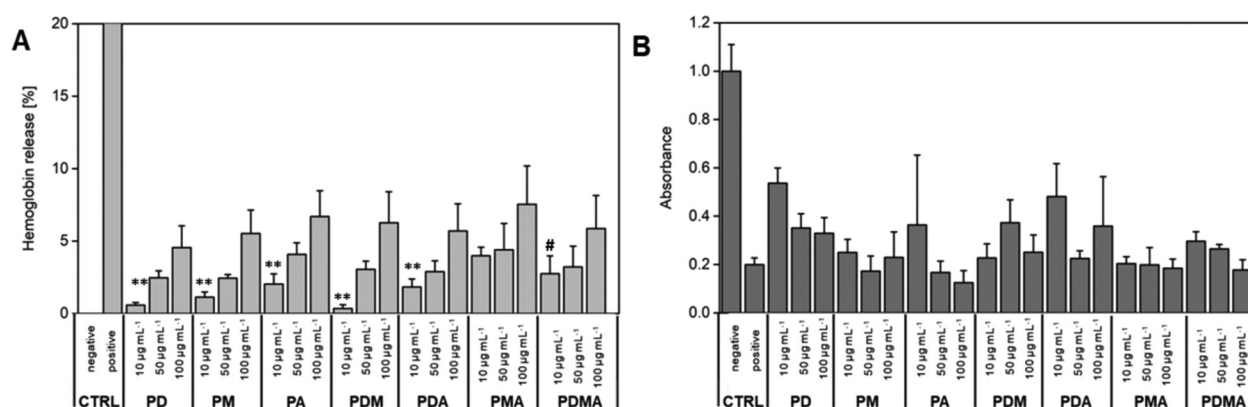 A
Hemoglobin release [%]
20
15
10
5
0
**
**
**
**
**
#
negative
positive
10 µg mL⁻¹
50 µg mL⁻¹
100 µg mL⁻¹
10 µg mL⁻¹
50 µg mL⁻¹
100 µg mL⁻¹
10 µg mL⁻¹
50 µg mL⁻¹
100 µg mL⁻¹
10 µg mL⁻¹
50 µg mL⁻¹
100 µg mL⁻¹
10 µg mL⁻¹
50 µg mL⁻¹
100 µg mL⁻¹
10 µg mL⁻¹
50 µg mL⁻¹
100 µg mL⁻¹
10 µg mL⁻¹
50 µg mL⁻¹
100 µg mL⁻¹
CTRL PD PM PA PDM PDA PMA PDMA
B
Absorbance
1.2
1.0
0.8
0.6
0.4
0.2
0.0
negative
positive
10 µg mL⁻¹
50 µg mL⁻¹
100 µg mL⁻¹
10 µg mL⁻¹
50 µg mL⁻¹
100 µg mL⁻¹
10 µg mL⁻¹
50 µg mL⁻¹
100 µg mL⁻¹
10 µg mL⁻¹
50 µg mL⁻¹
100 µg mL⁻¹
10 µg mL⁻¹
50 µg mL⁻¹
100 µg mL⁻¹
10 µg mL⁻¹
50 µg mL⁻¹
100 µg mL⁻¹
10 µg mL⁻¹
50 µg mL⁻¹
100 µg mL⁻¹
CTRL PD PM PA PDM PDA PMA PDMA